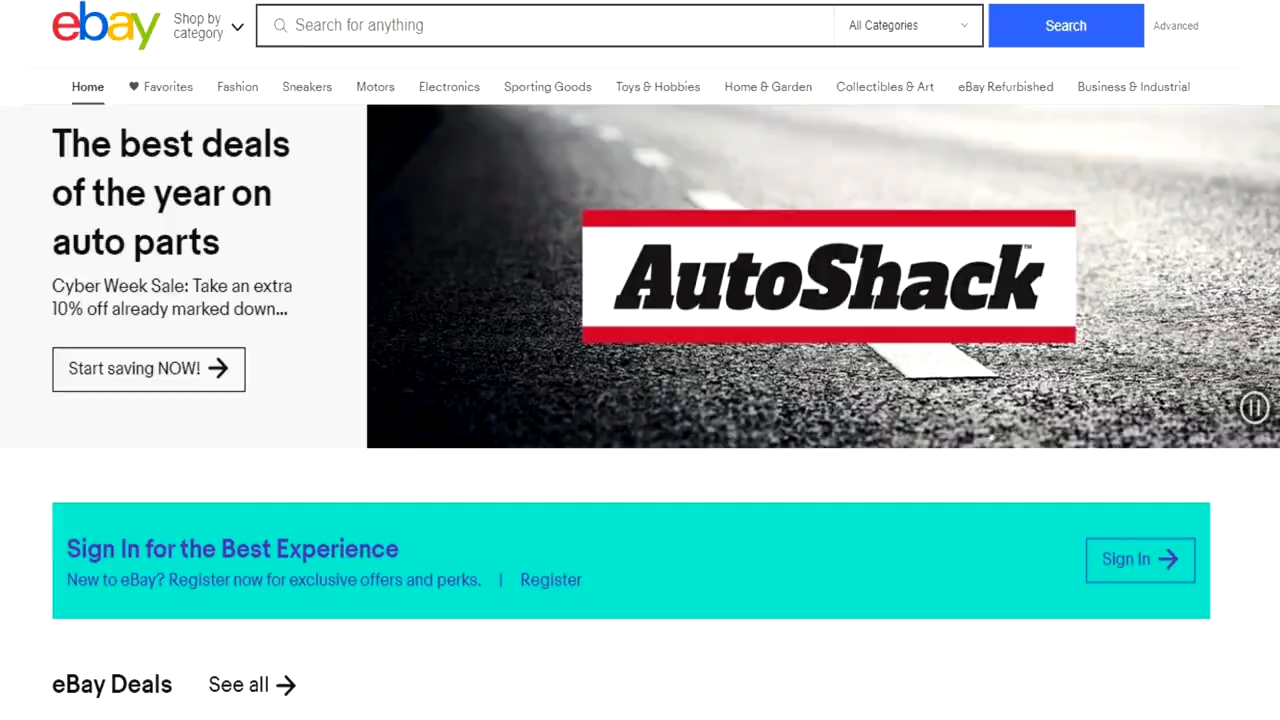 ebay
Shop by
category
Search for anything
All Categories
Search
Advanced
Home
Favorites
Fashion
Sneakers
Motors
Electronics
Sporting Goods
Toys & Hobbies
Home & Garden
Collectibles & Art
eBay Refurbished
Business & Industrial
The best deals
of the year on
auto parts
Cyber Week Sale: Take an extra
10% off already marked down...
Start saving NOW!
AutoShack™
Sign In for the Best Experience
New to eBay? Register now for exclusive offers and perks. | Register
Sign In
eBay Deals
See all